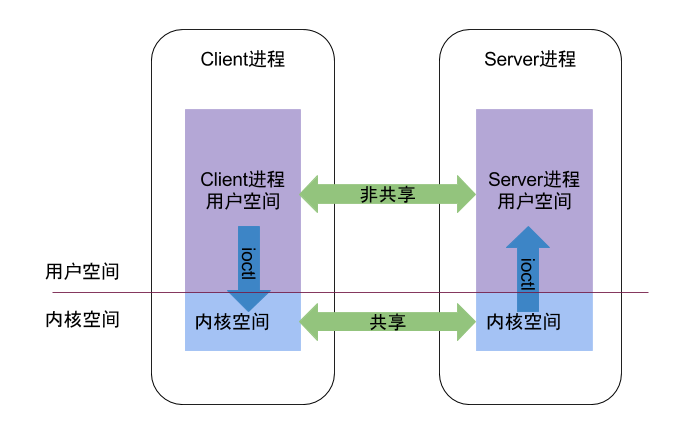 Client进程
Server进程
Client进程
用户空间
非共享
Server进程
用户空间
ioctl
ioctl
用户空间
内核空间
内核空间
共享
内核空间